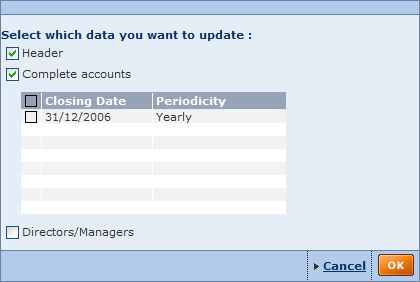 Select which data you want to update :
Header
Complete accounts
Closing Date Periodicity
31/12/2006 Yearly
Directors/Managers
Cancel OK